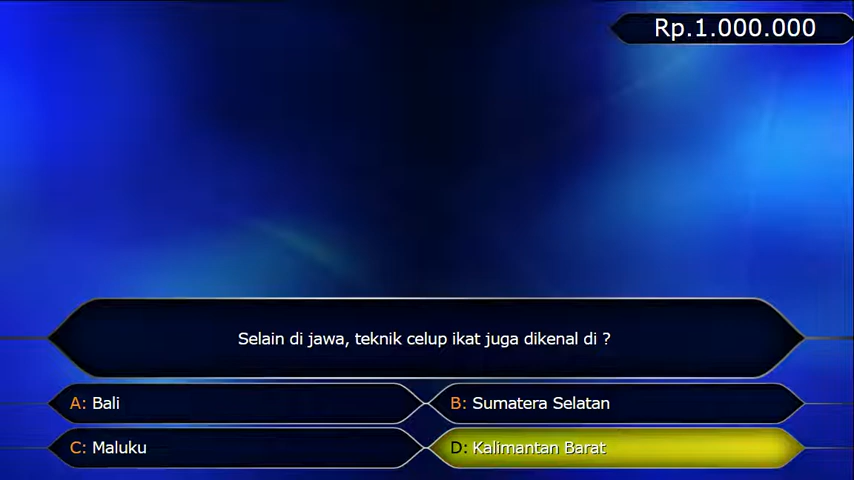 Rp.1.000.000
Selain di jawa, teknik celup ikat juga dikenal di ?
A: Bali
B: Sumatera Selatan
C: Maluku
D: Kalimantan Barat